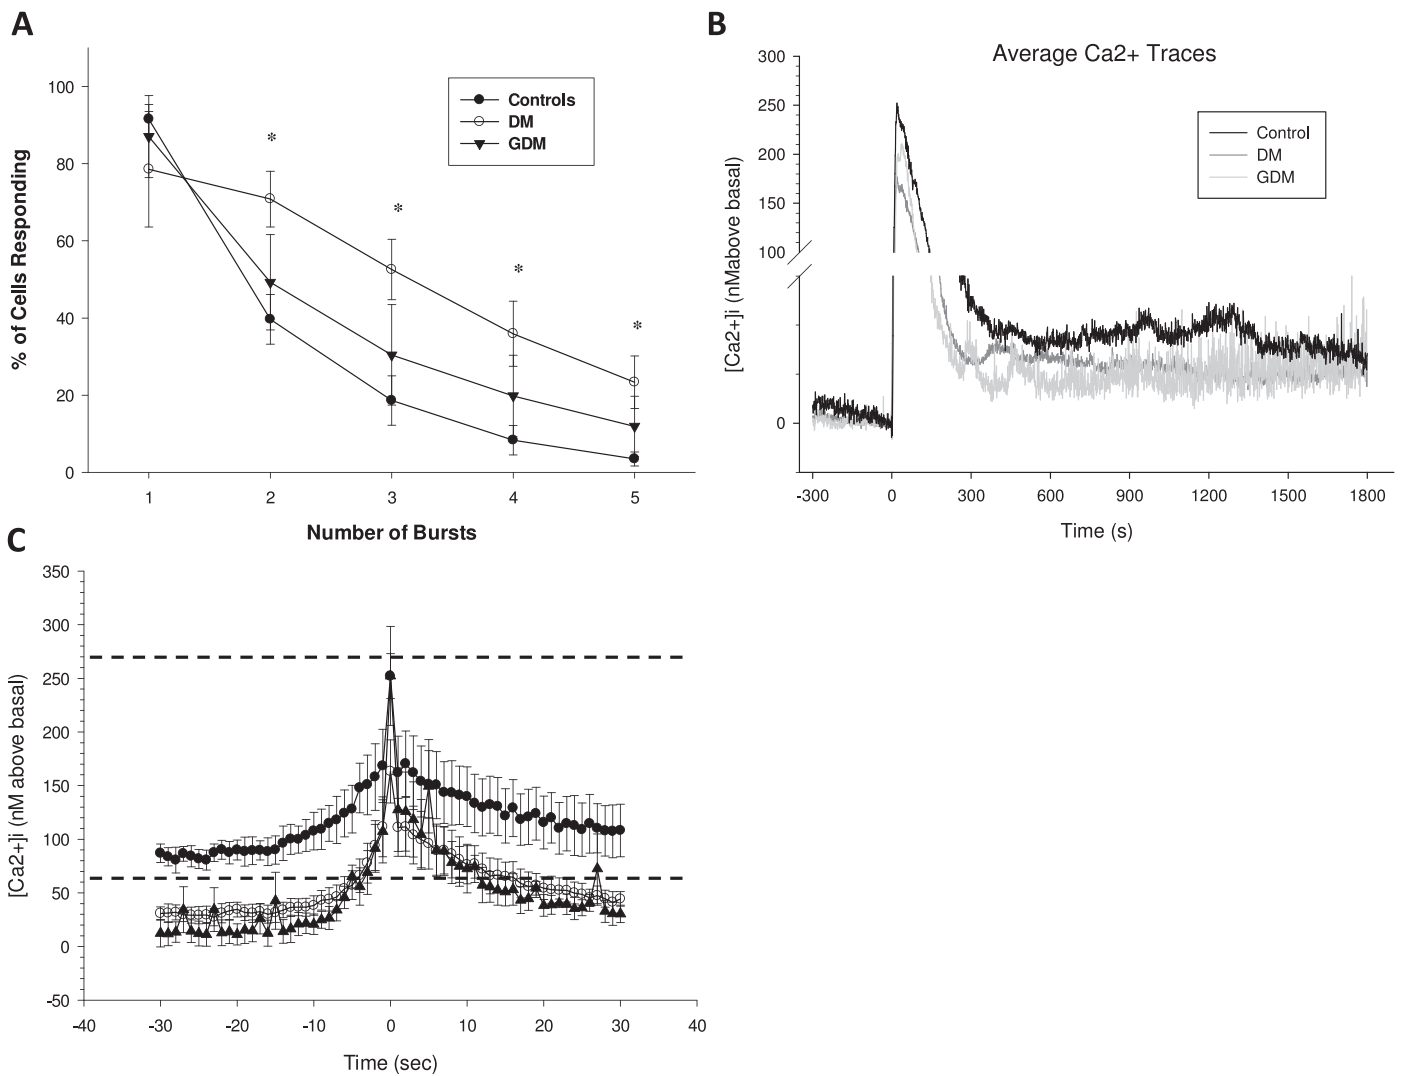 A
% of Cells Responding
100
80
60
40
20
0
*
*
*
*
Controls
DM
GDM
1 2 3 4 5
Number of Bursts
B
Average Ca2+ Traces
[Ca2+]i (nMabove basal)
300
250
200
150
100
0
Control
DM
GDM
-300 0 300 600 900 1200 1500 1800
Time (s)
C
[Ca2+]i (nM above basal)
350
300
250
200
150
100
50
0
-50
-40 -30 -20 -10 0 10 20 30 40
Time (sec)